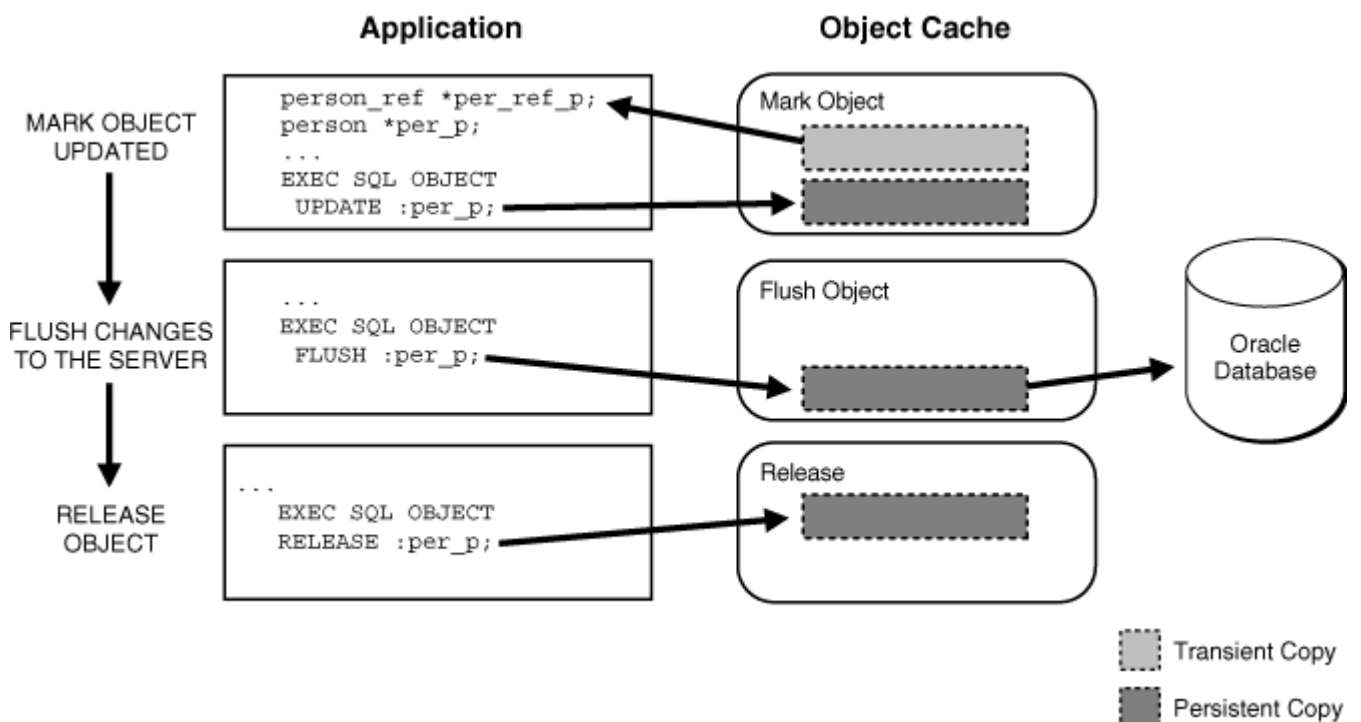 Application
Object Cache
MARK OBJECT
UPDATED
person_ref *per_ref_p;
person *per_p;
...
EXEC SQL OBJECT
UPDATE :per_p;
Mark Object
FLUSH CHANGES
TO THE SERVER
...
EXEC SQL OBJECT
FLUSH :per_p;
Flush Object
Oracle
Database
RELEASE
OBJECT
...
EXEC SQL OBJECT
RELEASE :per_p;
Release
Transient Copy
Persistent Copy